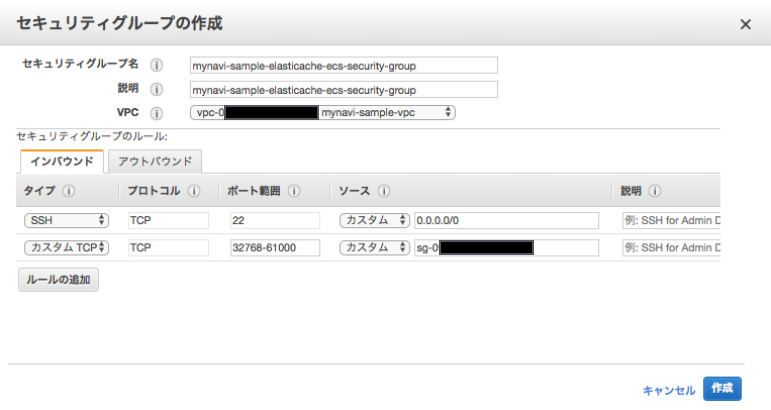 セキュリティグループの作成 ×
セキュリティグループ名 mynavi-sample-elasticache-ecs-security-group
説明 mynavi-sample-elasticache-ecs-security-group
VPC vpc-0 mynavi-sample-vpc
セキュリティグループのルール:
インバウンド アウトバウンド
タイプ プロトコル ポート範囲 ソース 説明
SSH TCP 22 カスタム 0.0.0.0/0 例: SSH for Admin D
カスタム TCP TCP 32768-61000 カスタム sg-0 例: SSH for Admin D
ルールの追加
キャンセル 作成